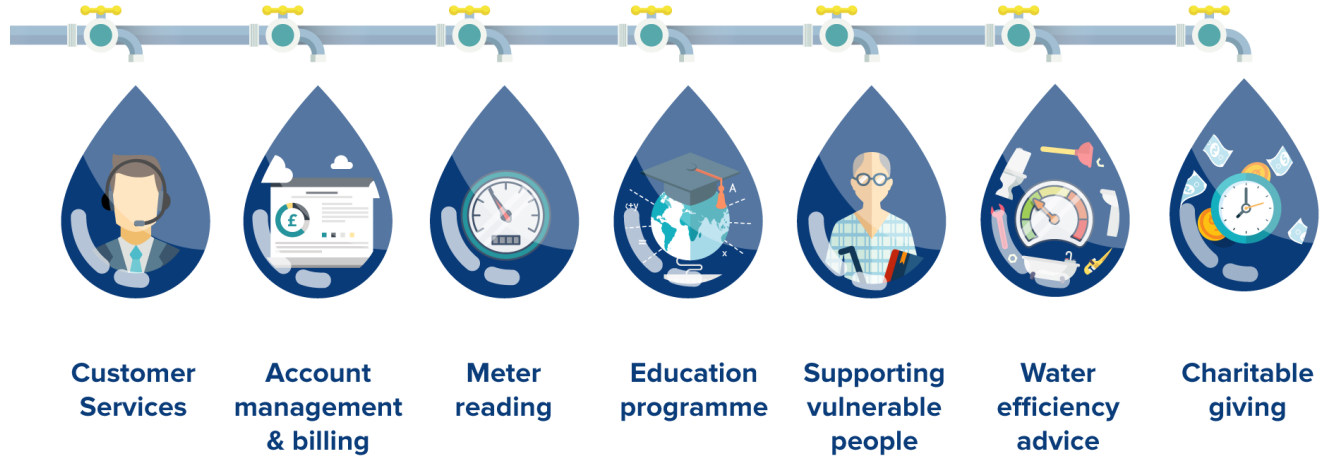 Customer
Services
Account
management
& billing
£
Meter
reading
Education
programme
A
c+y
=
x
Supporting
vulnerable
people
Water
efficiency
advice
Charitable
giving